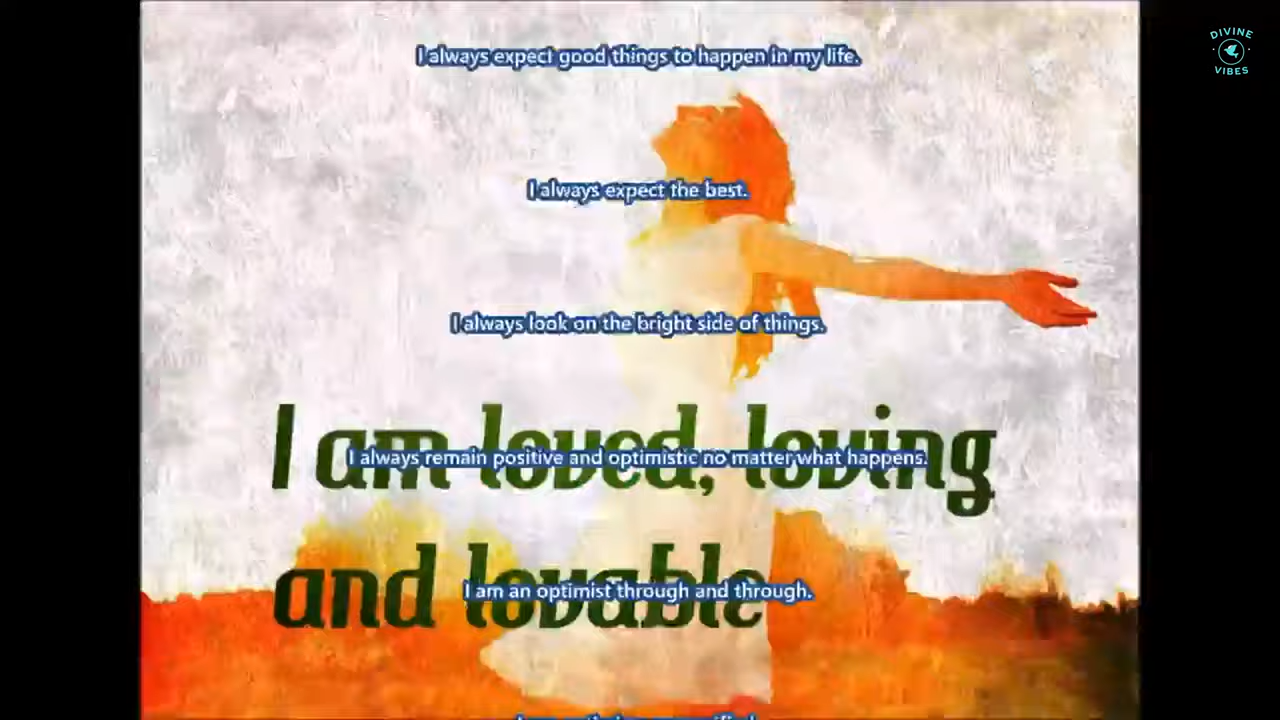 DIVINE
VIBES
I always expect good things to happen in my life.
I always expect the best.
I always look on the bright side of things.
I am loved, loving
I always remain positive and optimistic no matter what happens.
and lovable
I am an optimist through and through.